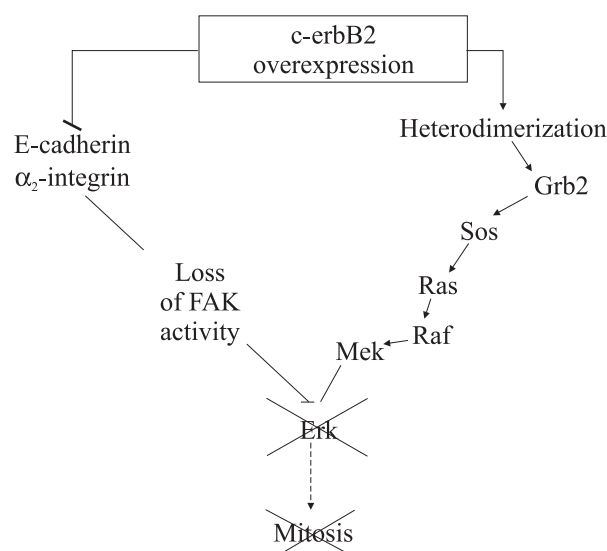 c-erbB2
overexpression
E-cadherin
α₂-integrin
Heterodimerization
Grb2
Sos
Ras
Raf
Mek
Loss
of FAK
activity
Erk
Mitosis